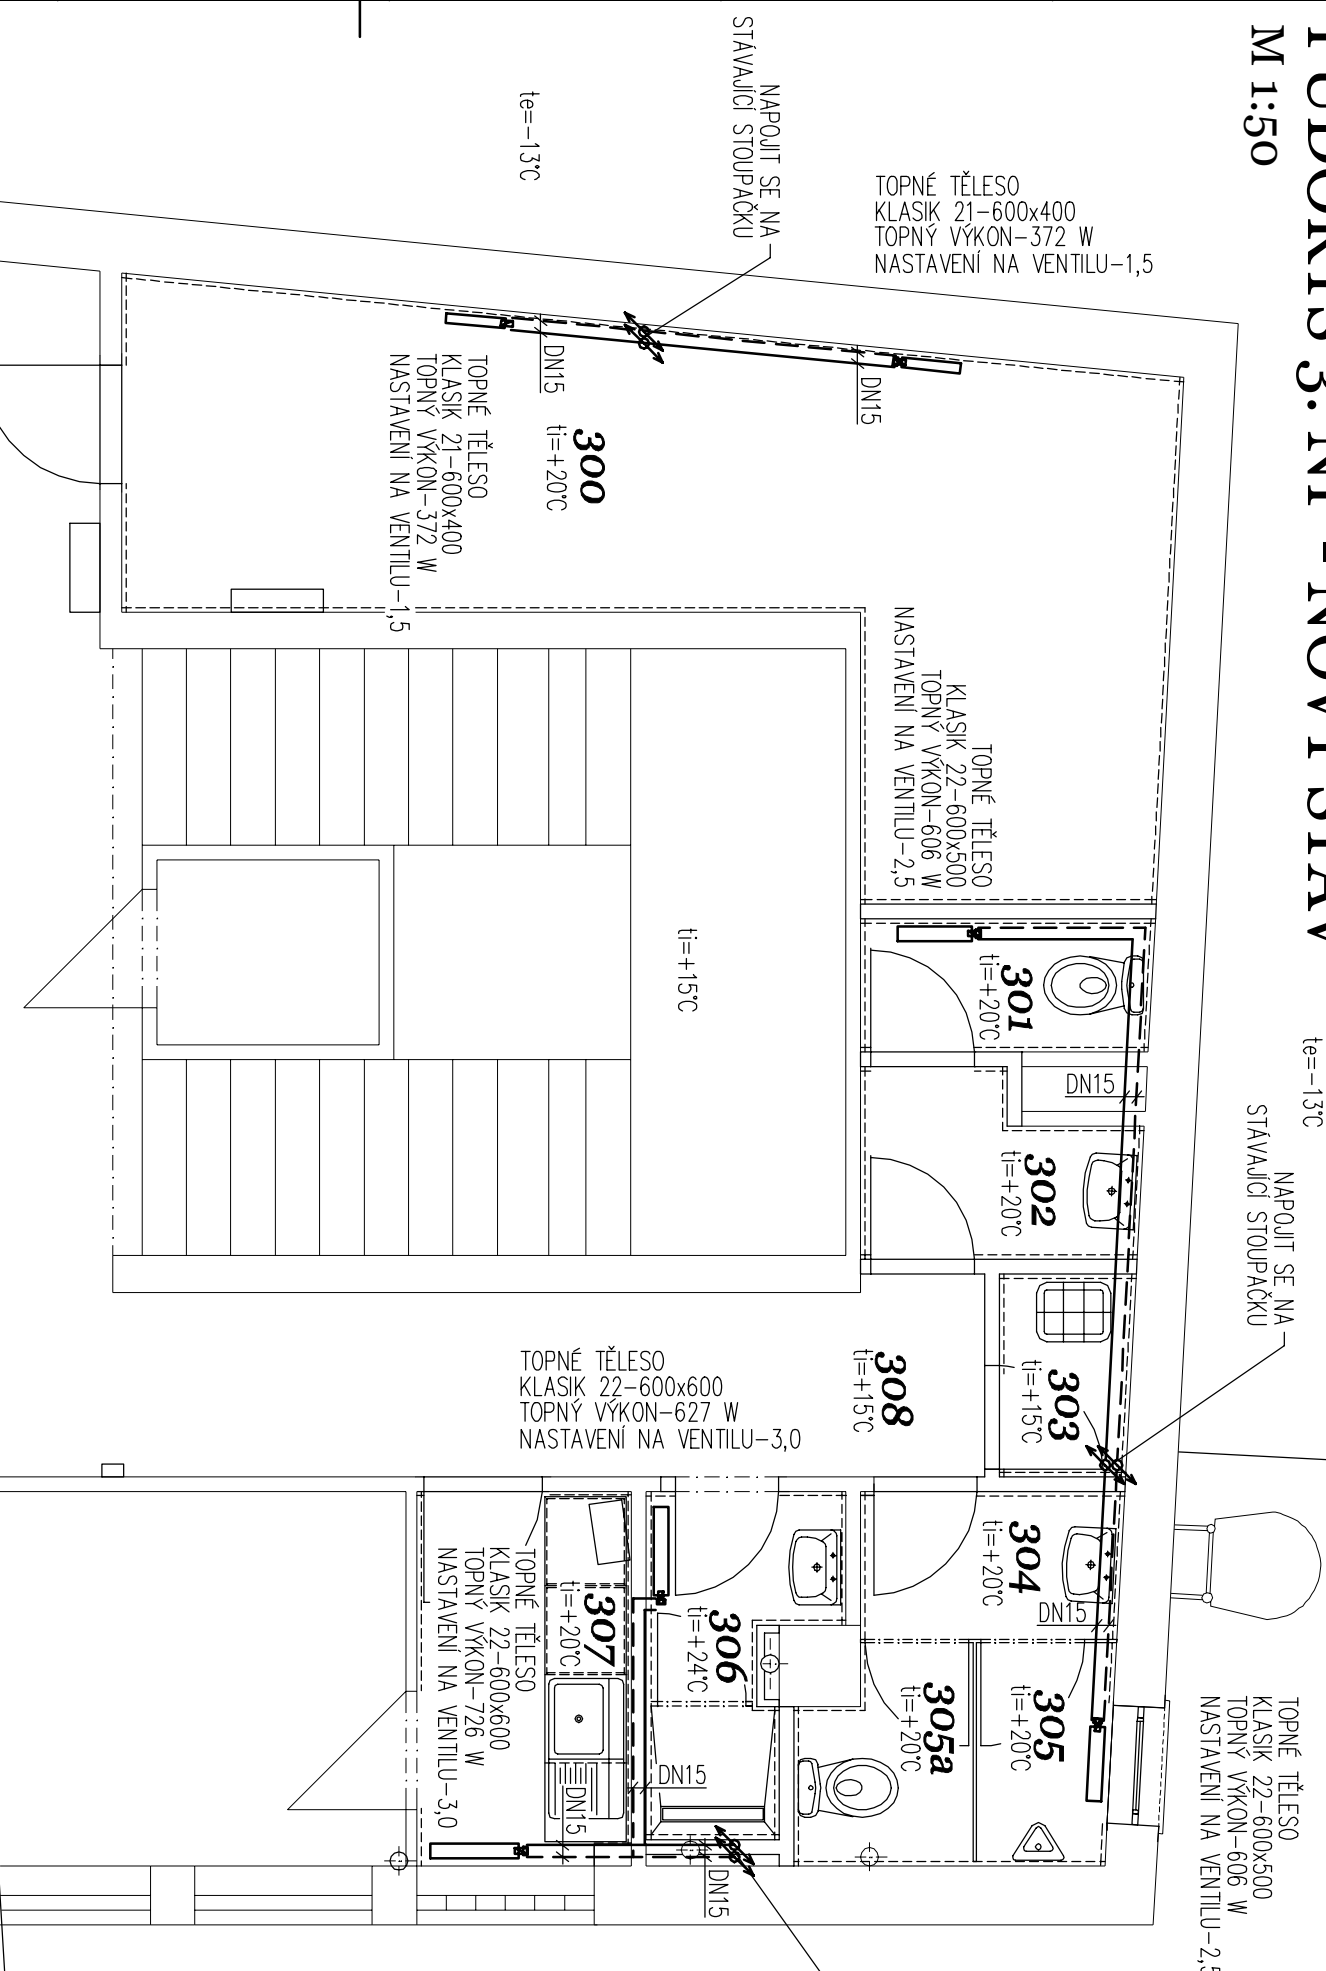 M 1:50
te=-13°C
NAPOJIT SE NA
STÁVAJÍCÍ STOUPAČKU
TOPNÉ TĚLESO
KLASIK 21-600x400
TOPNÝ VÝKON-372 W
NASTAVENÍ NA VENTILU-1,5
DN15
DN15
300
ti=+20°C
TOPNÉ TĚLESO
KLASIK 21-600x400
TOPNÝ VÝKON-372 W
NASTAVENÍ NA VENTILU-1,5
TOPNÉ TĚLESO
KLASIK 22-600x500
TOPNÝ VÝKON-606 W
NASTAVENÍ NA VENTILU-2,5
ti=+15°C
301
ti=+20°C
DN15
te=-13°C
NAPOJIT SE NA
STÁVAJÍCÍ STOUPAČKU
302
ti=+20°C
303
ti=+15°C
308
ti=+15°C
TOPNÉ TĚLESO
KLASIK 22-600x600
TOPNÝ VÝKON-627 W
NASTAVENÍ NA VENTILU-3,0
304
ti=+20°C
DN15
305
ti=+20°C
305a
ti=+20°C
306
ti=+24°C
307
ti=+20°C
TOPNÉ TĚLESO
KLASIK 22-600x600
TOPNÝ VÝKON-726 W
NASTAVENÍ NA VENTILU-3,0
DN15
DN15
DN15
TOPNÉ TĚLESO
KLASIK 22-600x500
TOPNÝ VÝKON-606 W
NASTAVENÍ NA VENTILU-2,5